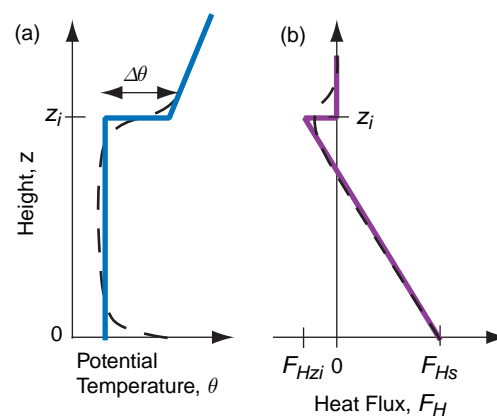 (a)
Δθ
z_i
Height, z
0
Potential
Temperature, θ
(b)
z_i
F_Hzi 0 F_Hs
Heat Flux, F_H